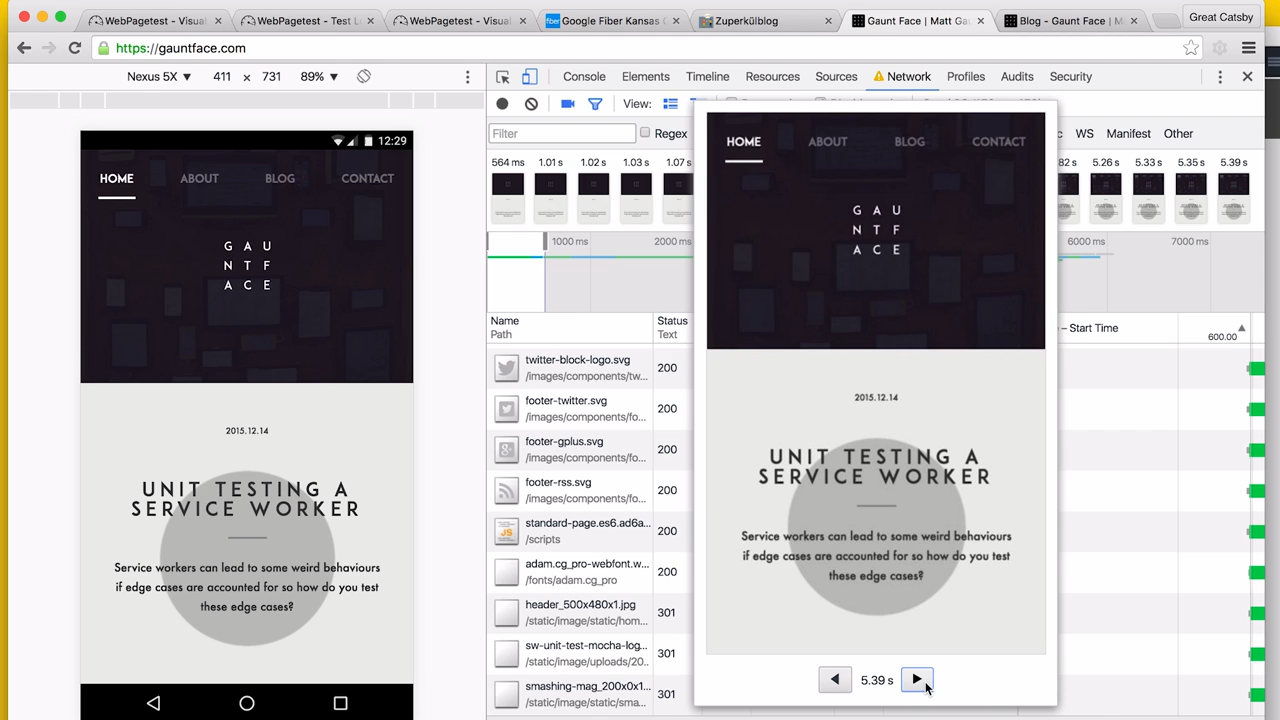 WebPagetest - Visual
WebPagetest - Test L
WebPagetest - Visual
fiber
Google Fiber Kansas
Zuperkülblog
Gaunt Face | Matt Ga
Blog - Gaunt Face | M
Great Catsby
https://gauntface.com
Nexus 5X ▼ 411 × 731 89% ▼
Console Elements Timeline Resources Sources Network Profiles Audits Security
View:
Filter
Regex
WS Manifest Other
564 ms 1.01 s 1.02 s 1.03 s 1.07 s
82 s 5.26 s 5.33 s 5.35 s 5.39 s
1000 ms 2000 ms 6000 ms 7000 ms
Name
Path
Status
Text
– Start Time
600.00
twitter-block-logo.svg
/images/components/tw...
200
footer-twitter.svg
/images/components/fo...
200
footer-gplus.svg
/images/components/fo...
200
footer-rss.svg
/images/components/fo...
200
JS
standard-page.es6.ad6a...
/scripts
200
adam.cg_pro-webfont.w...
/fonts/adam.cg_pro
200
header_500x480x1.jpg
/static/image/static/hom...
301
sw-unit-test-mocha-log...
/static/image/uploads/20..
301
smashing-mag_200x0x1...
/static/image/static/sma...
301
12:29
HOME ABOUT BLOG CONTACT
G A U
N T F
A C E
2015.12.14
UNIT TESTING A
SERVICE WORKER
Service workers can lead to some weird behaviours
if edge cases are accounted for so how do you test
these edge cases?
HOME ABOUT BLOG CONTACT
G A U
N T F
A C E
2015.12.14
UNIT TESTING A
SERVICE WORKER
Service workers can lead to some weird behaviours
if edge cases are accounted for so how do you test
these edge cases?
5.39 s